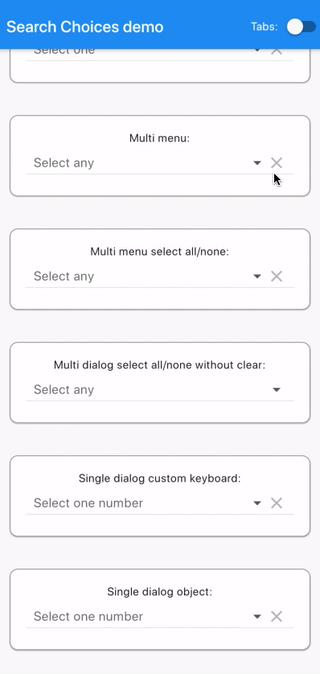 Search Choices demo
Tabs:
Select one
Multi menu:
Select any
Multi menu select all/none:
Select any
Multi dialog select all/none without clear:
Select any
Single dialog custom keyboard:
Select one number
Single dialog object:
Select one number